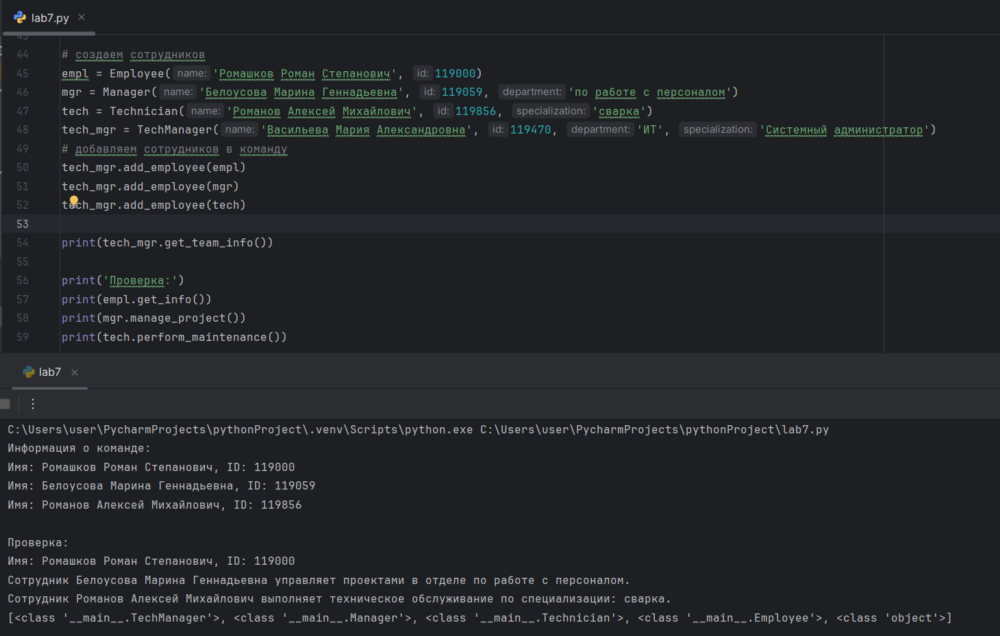 lab7.py ×
43
44 # создаем сотрудников
45 empl = Employee( name: 'Ромашков Роман Степанович', id: 119000)
46 mgr = Manager( name: 'Белоусова Марина Геннадьевна', id: 119059, department: 'по работе с персоналом')
47 tech = Technician( name: 'Романов Алексей Михайлович', id: 119856, specialization: 'сварка')
48 tech_mgr = TechManager( name: 'Васильева Мария Александровна', id: 119470, department: 'ИТ', specialization: 'Системный администратор')
49 # добавляем сотрудников в команду
50 tech_mgr.add_employee(empl)
51 tech_mgr.add_employee(mgr)
52 tech_mgr.add_employee(tech)
53
54 print(tech_mgr.get_team_info())
55
56 print('Проверка:')
57 print(empl.get_info())
58 print(mgr.manage_project())
59 print(tech.perform_maintenance())
lab7 ×
C:\Users\user\PycharmProjects\pythonProject\.venv\Scripts\python.exe C:\Users\user\PycharmProjects\pythonProject\lab7.py
Информация о команде:
Имя: Ромашков Роман Степанович, ID: 119000
Имя: Белоусова Марина Геннадьевна, ID: 119059
Имя: Романов Алексей Михайлович, ID: 119856
Проверка:
Имя: Ромашков Роман Степанович, ID: 119000
Сотрудник Белоусова Марина Геннадьевна управляет проектами в отделе по работе с персоналом.
Сотрудник Романов Алексей Михайлович выполняет техническое обслуживание по специализации: сварка.
[<class '__main__.TechManager'>, <class '__main__.Manager'>, <class '__main__.Technician'>, <class '__main__.Employee'>, <class 'object'>]